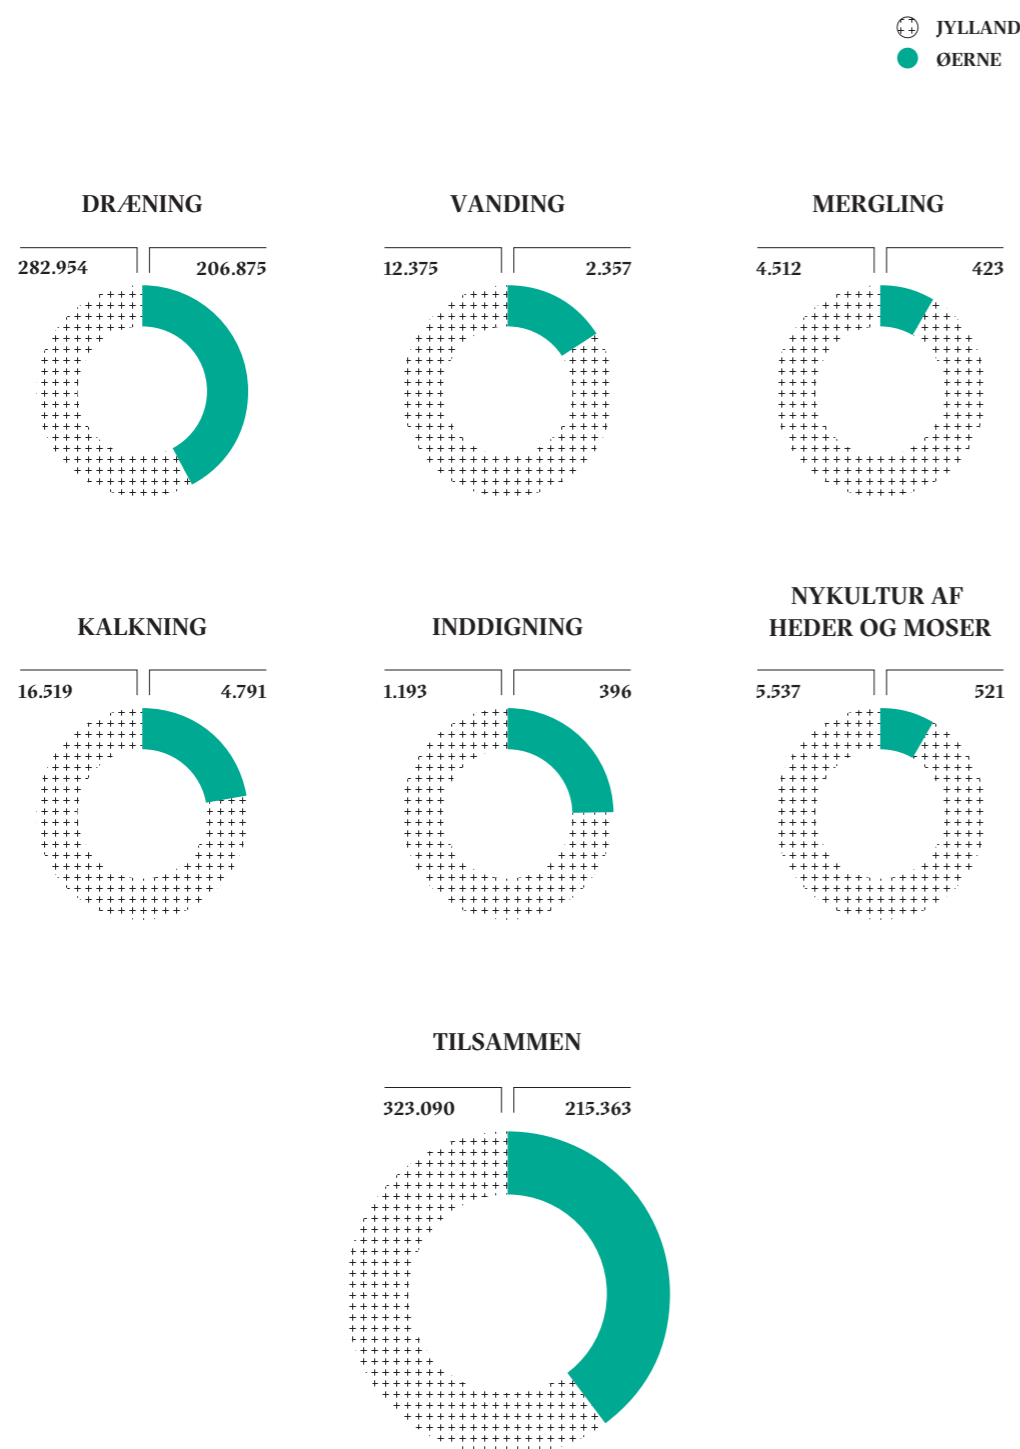 JYLLAND
ØERNE
DRÆNING
282.954 206.875
VANDING
12.375 2.357
MERGLING
4.512 423
KALKNING
16.519 4.791
INDDIGNING
1.193 396
NYKULTUR AF
HEDER OG MOSER
5.537 521
TILSAMMEN
323.090 215.363